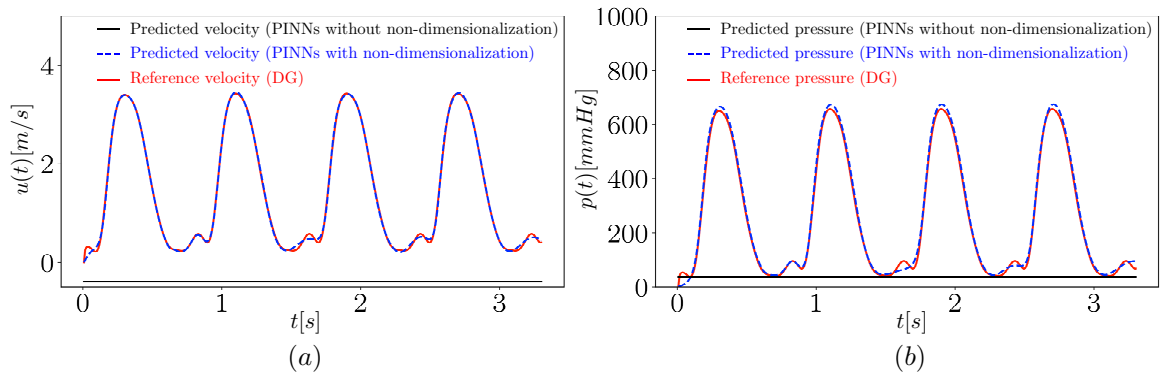 Predicted velocity (PINNs without non-dimensionalization)
Predicted velocity (PINNs with non-dimensionalization)
Reference velocity (DG)
4
2
0
u(t)[m/s]
0
1
2
3
t[s]
(a)
Predicted pressure (PINNs without non-dimensionalization)
Predicted pressure (PINNs with non-dimensionalization)
Reference pressure (DG)
1000
800
600
400
200
0
p(t)[mmHg]
0
1
2
3
t[s]
(b)